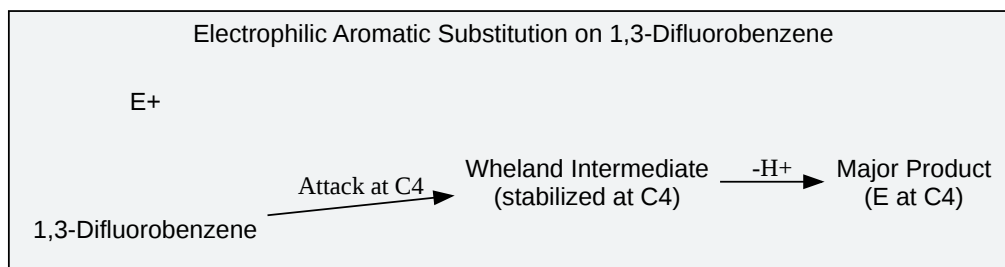 Electrophilic Aromatic Substitution on 1,3-Difluorobenzene
E+
1,3-Difluorobenzene
Attack at C4
Wheland Intermediate
(stabilized at C4)
-H+
Major Product
(E at C4)